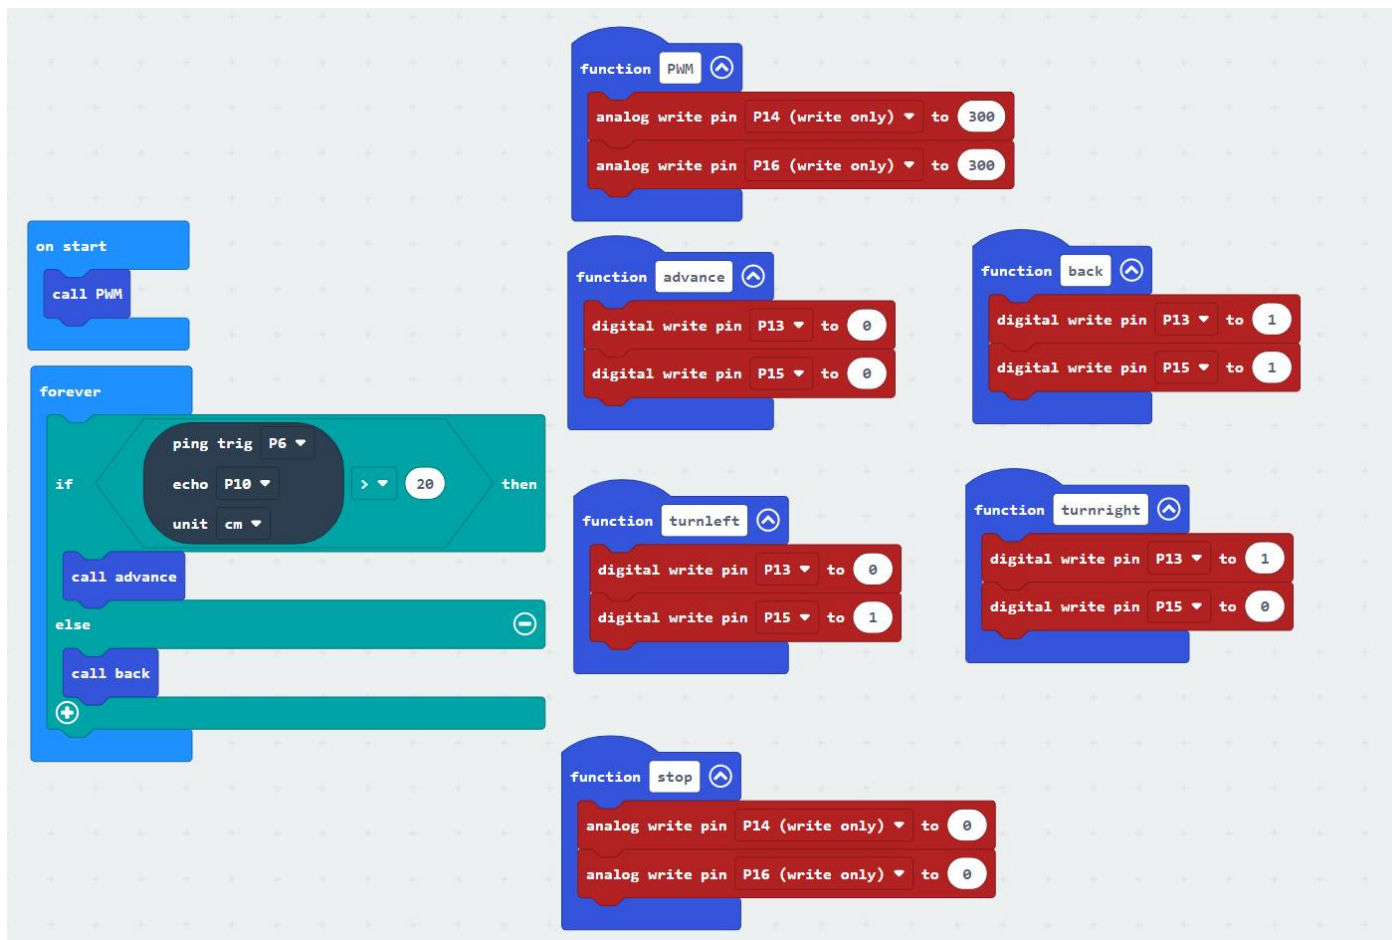 function PWM
analog write pin P14 (write only) to 300
analog write pin P16 (write only) to 300
on start
call PWM
function advance
digital write pin P13 to 0
digital write pin P15 to 0
function back
digital write pin P13 to 1
digital write pin P15 to 1
forever
if ping trig P6
echo P10
unit cm
> 20 then
call advance
else
call back
function turnleft
digital write pin P13 to 0
digital write pin P15 to 1
function turnright
digital write pin P13 to 1
digital write pin P15 to 0
function stop
analog write pin P14 (write only) to 0
analog write pin P16 (write only) to 0